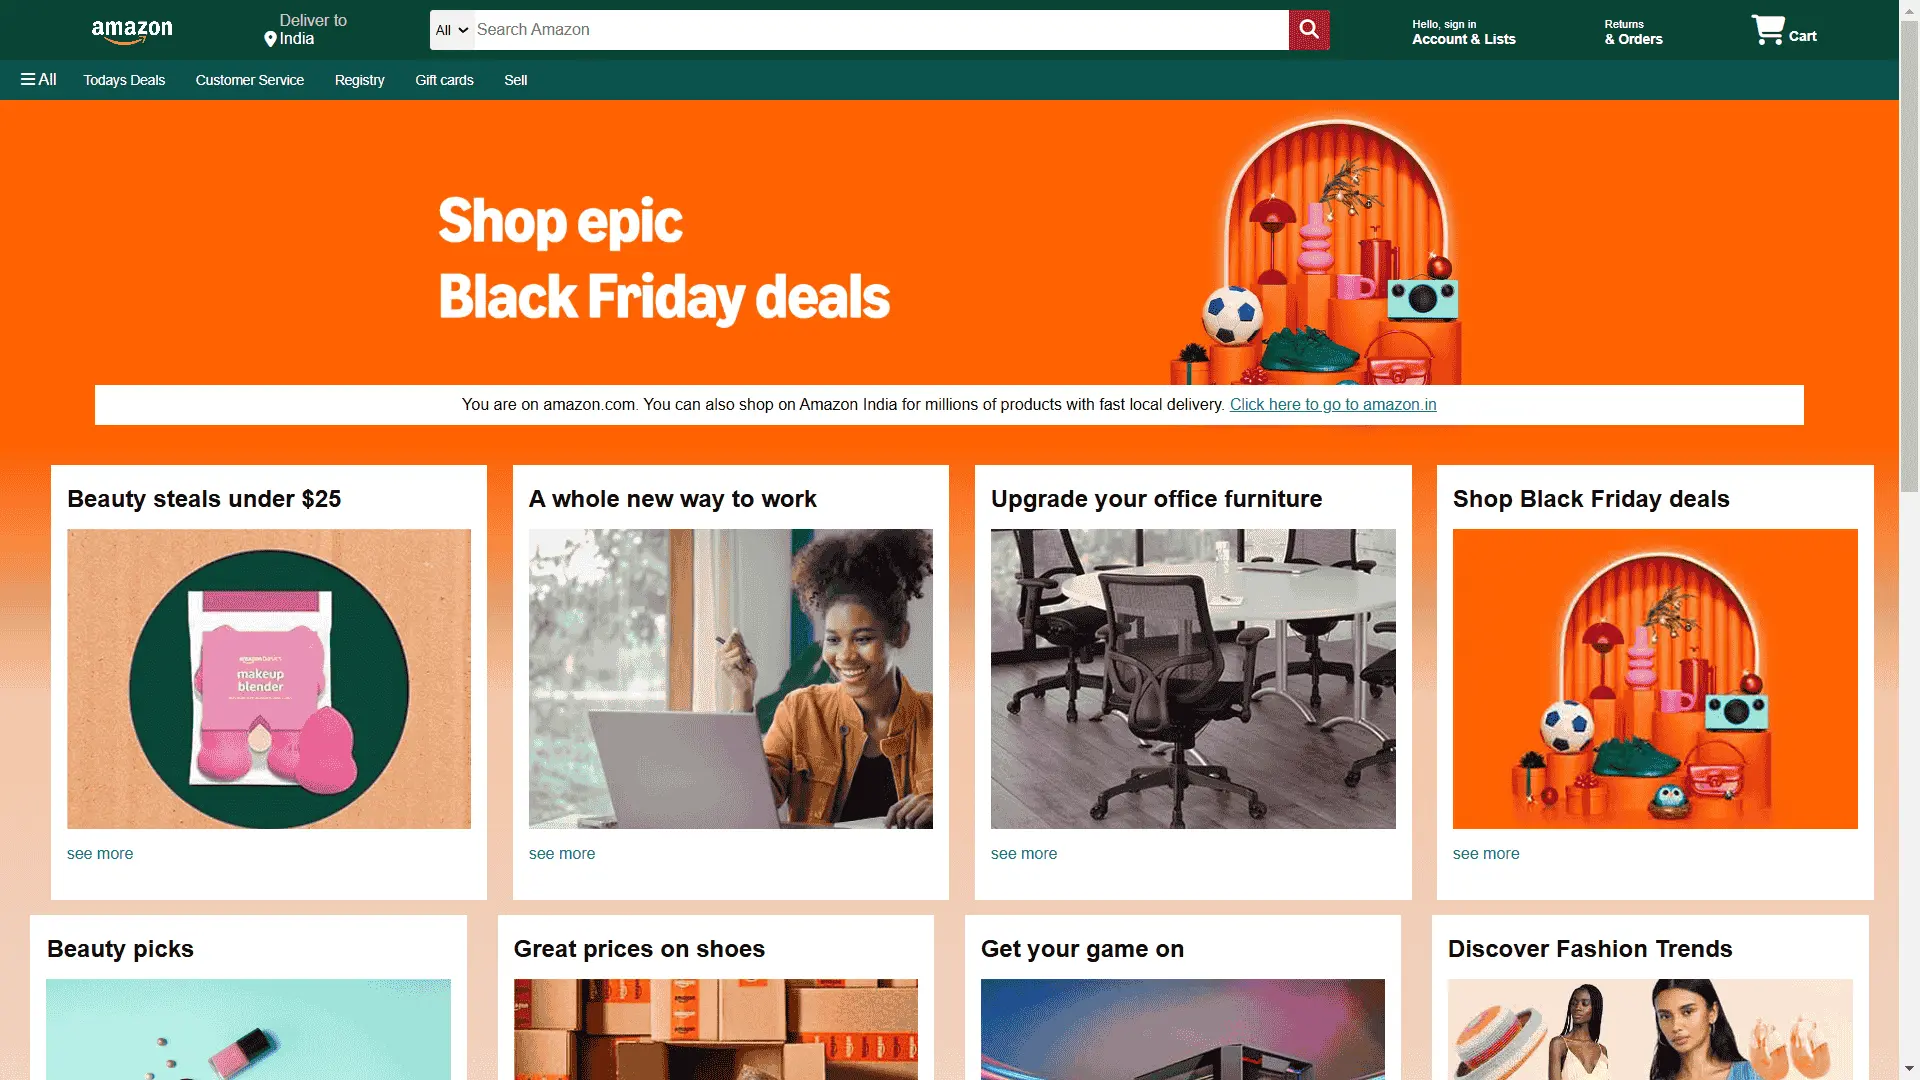 amazon
Deliver to
India
All
Search Amazon
Hello, sign in
Account & Lists
Returns
& Orders
Cart
All
Todays Deals
Customer Service
Registry
Gift cards
Sell
Shop epic
Black Friday deals
You are on amazon.com. You can also shop on Amazon India for millions of products with fast local delivery. Click here to go to amazon.in
Beauty steals under $25
A whole new way to work
Upgrade your office furniture
Shop Black Friday deals
makeup
blender
see more
see more
see more
see more
Beauty picks
Great prices on shoes
Get your game on
Discover Fashion Trends